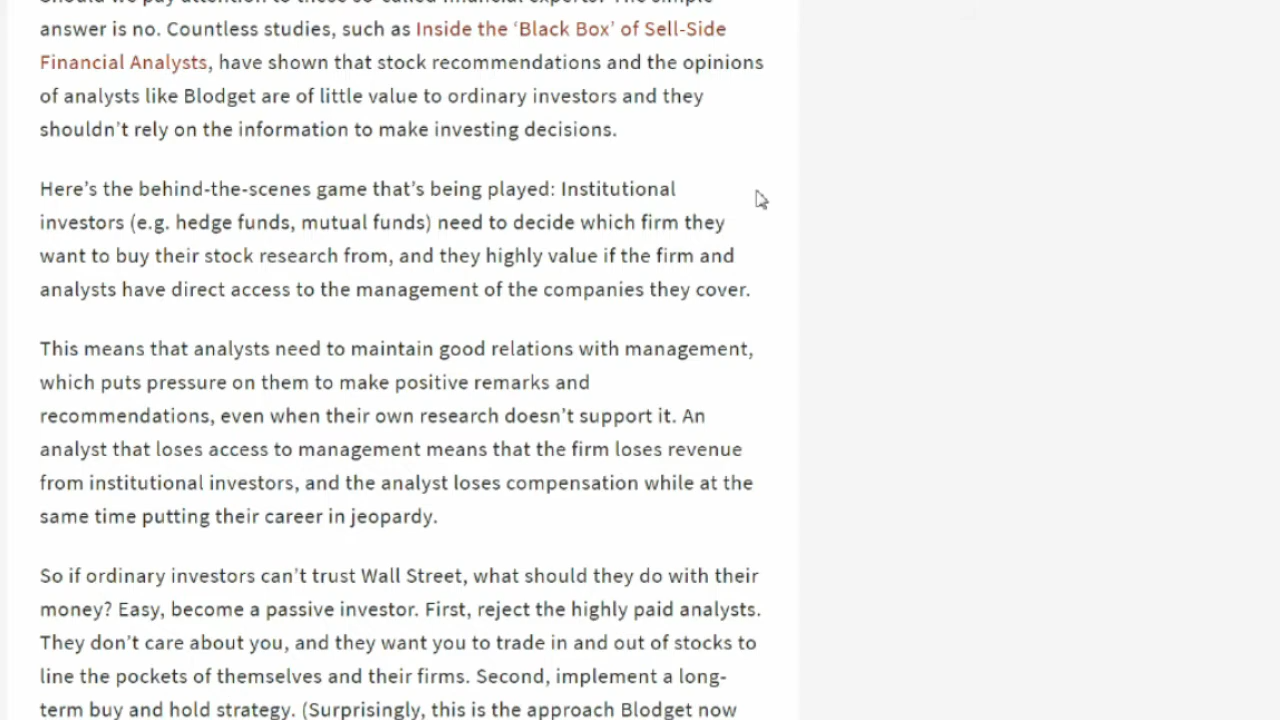 answer is no. Countless studies, such as Inside the ‘Black Box’ of Sell-Side
Financial Analysts, have shown that stock recommendations and the opinions
of analysts like Blodget are of little value to ordinary investors and they
shouldn’t rely on the information to make investing decisions.
Here’s the behind-the-scenes game that’s being played: Institutional
investors (e.g. hedge funds, mutual funds) need to decide which firm they
want to buy their stock research from, and they highly value if the firm and
analysts have direct access to the management of the companies they cover.
This means that analysts need to maintain good relations with management,
which puts pressure on them to make positive remarks and
recommendations, even when their own research doesn’t support it. An
analyst that loses access to management means that the firm loses revenue
from institutional investors, and the analyst loses compensation while at the
same time putting their career in jeopardy.
So if ordinary investors can’t trust Wall Street, what should they do with their
money? Easy, become a passive investor. First, reject the highly paid analysts.
They don’t care about you, and they want you to trade in and out of stocks to
line the pockets of themselves and their firms. Second, implement a long-
term buy and hold strategy. (Surprisingly, this is the approach Blodget now